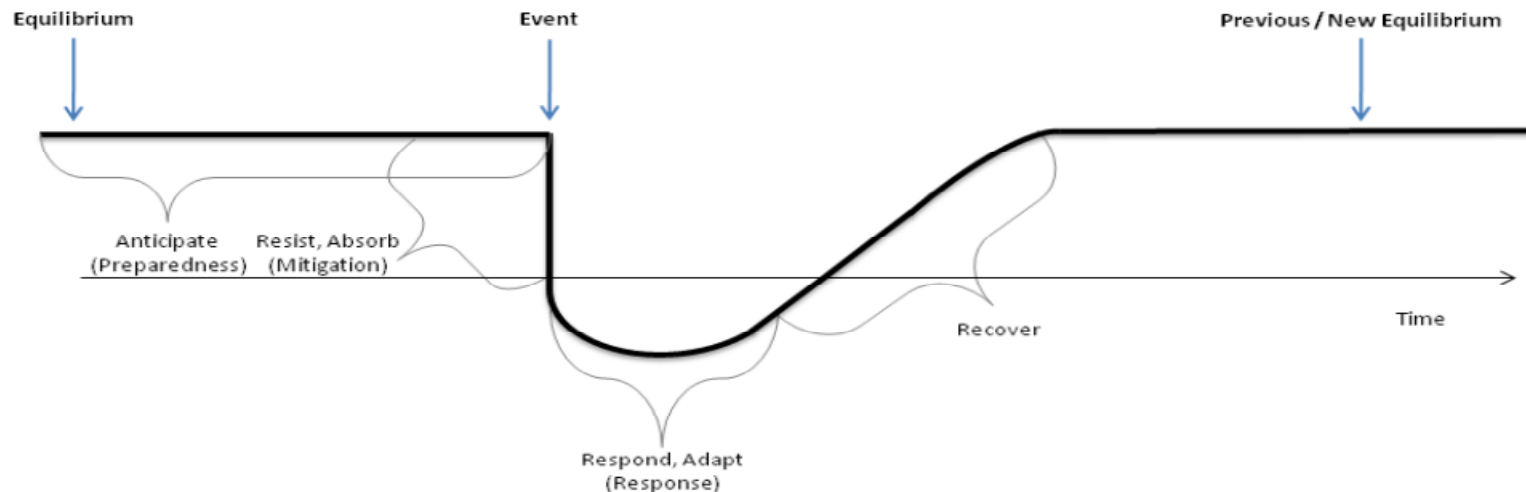 Equilibrium
Event
Previous / New Equilibrium
Anticipate
(Preparedness)
Resist, Absorb
(Mitigation)
Time
Recover
Respond, Adapt
(Response)